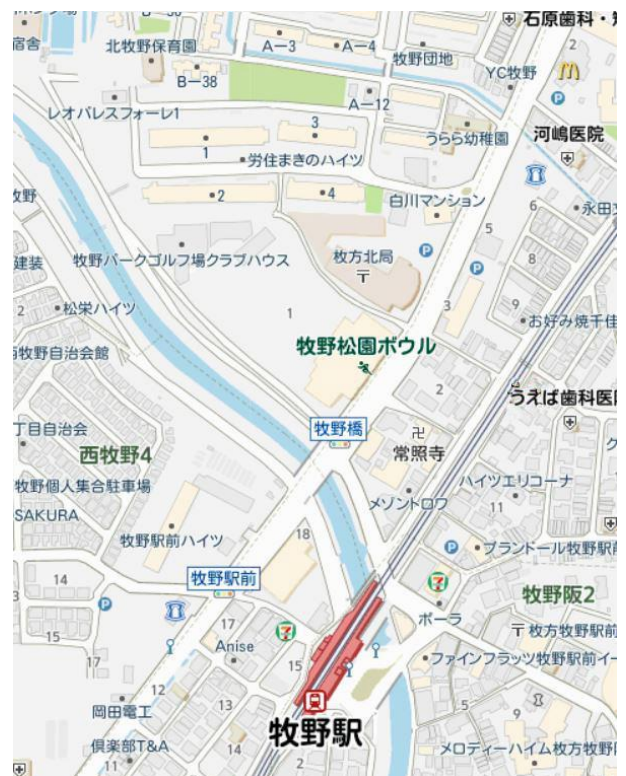 石原歯科・
宿舎
B-36
北牧野保育園
A-3
A-4
牧野団地
2
YC牧野
B-38
レオパレスフォーレ1
A-12
うらら幼稚園
河嶋医院
3
1
労住まきのハイツ
2
4
白川マンション
牧野
6
永田
5
建装
牧野パークゴルフ場クラブハウス
枚方北局
P
8
2
松栄ハイツ
1
3
9
お好み焼千佳
牧野自治会館
牧野松園ボウル
2
うえば歯科医院
丁目自治会
西牧野4
牧野橋
常照寺
ハイツエリコーナ
牧野個人集合駐車場
メゾントロワ
11
SAKURA
牧野駅前ハイツ
18
P
ブランドール牧野駅前
14
牧野駅前
3
P
ポーラ
牧野阪2
15
17
枚方牧野駅前
17
Anise
15
ファインフラッツ牧野駅前イー
12
5
岡田電工
14
牧野駅
9
倶楽部T&A
13
11
2
4
メロディーハイム枚方牧野